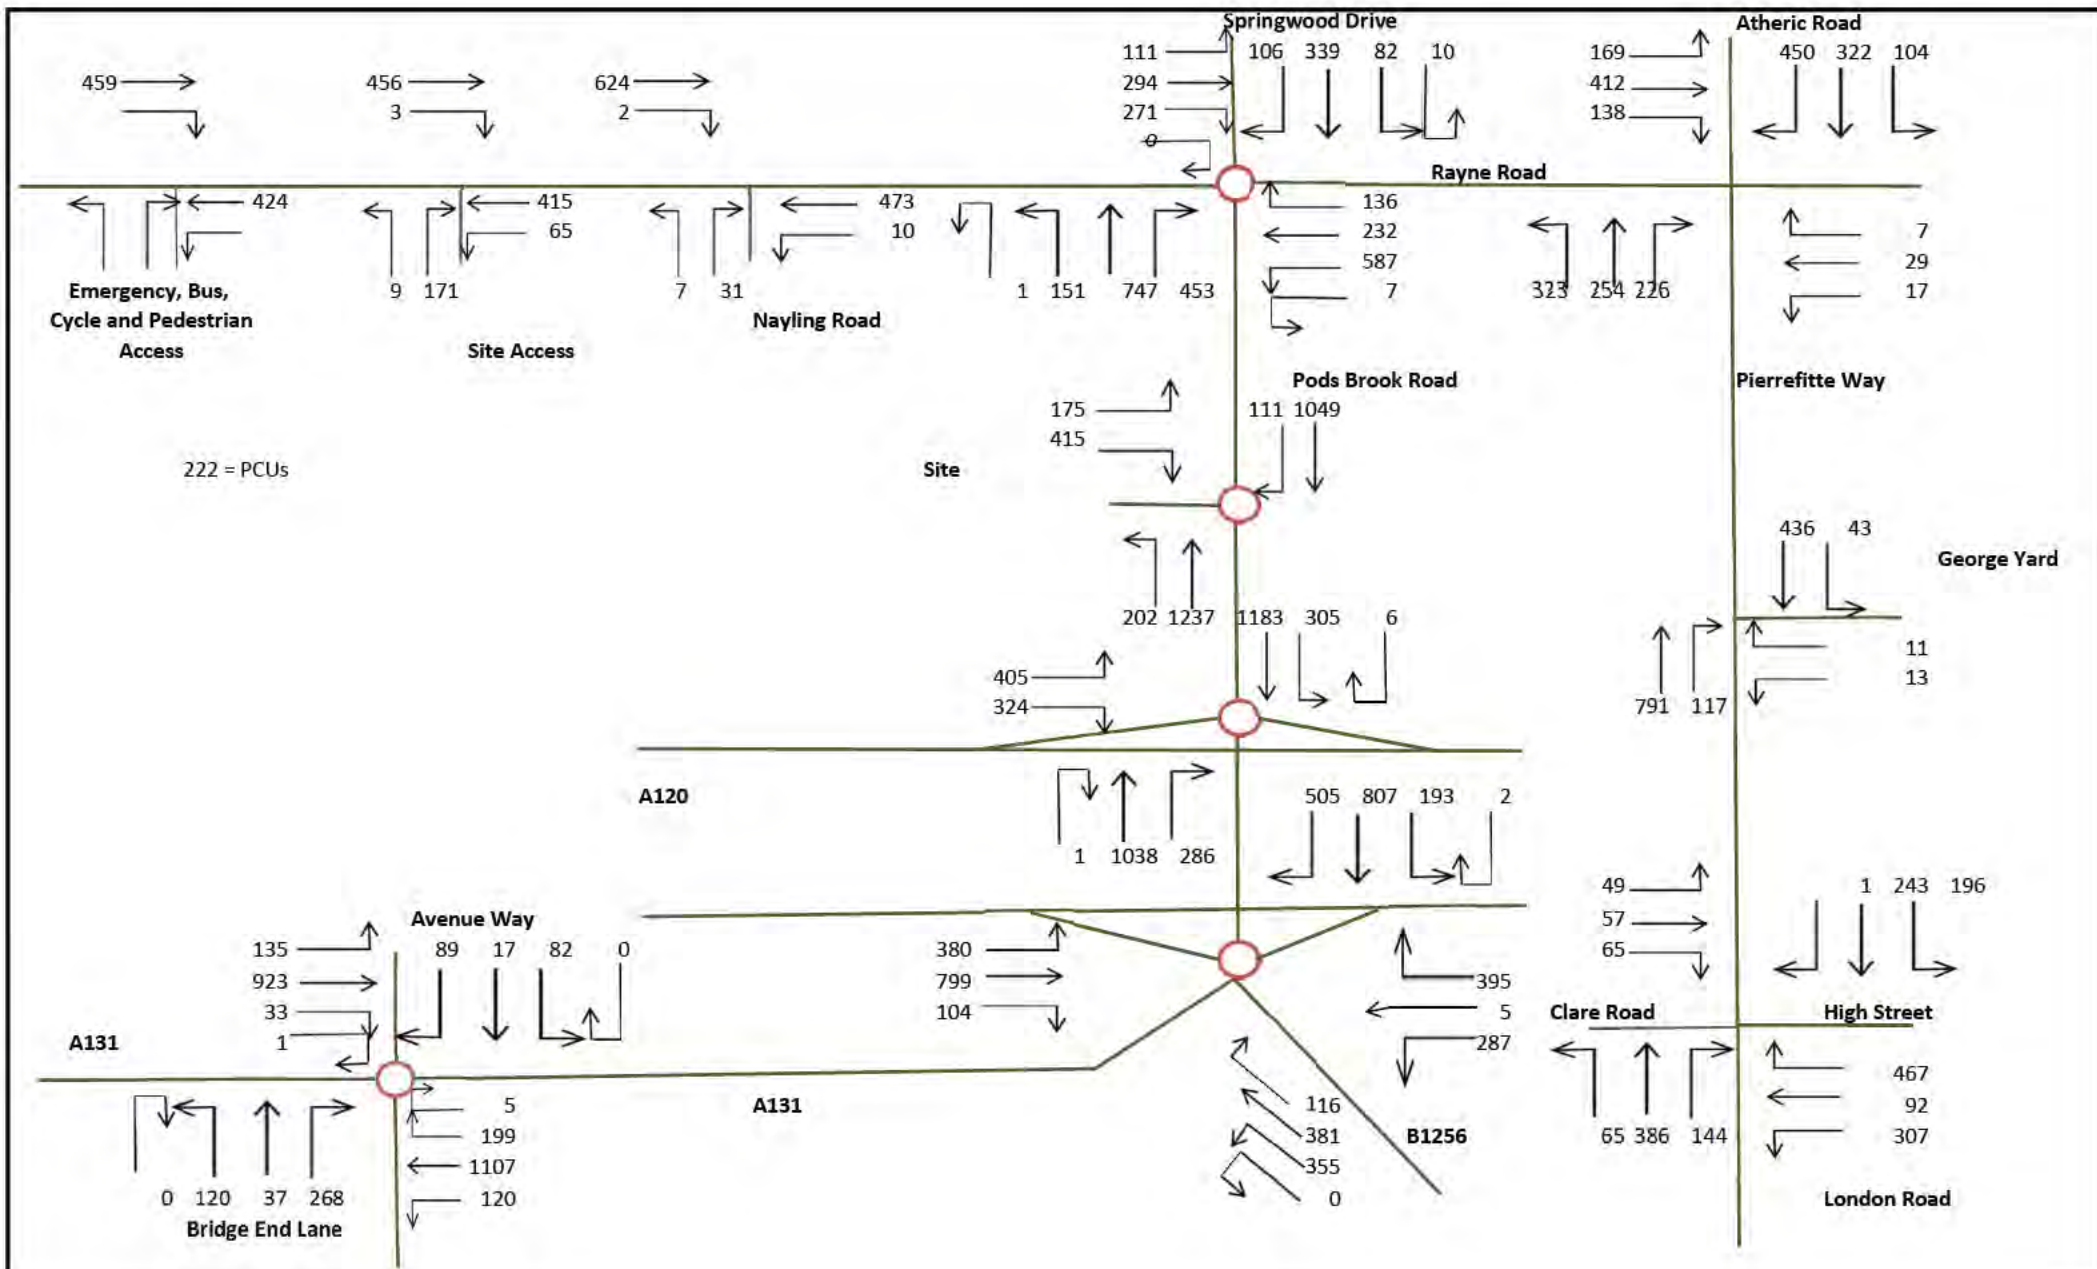 Springwood Drive
Atheric Road
111
106 339 82 10
169
450 322 104
459
456
624
294
412
3
2
271
138
0
Rayne Road
424
415
473
136
7
65
10
232
29
587
17
9 171
7 31
1 151 747 453
7
323 254 226
Emergency, Bus,
Cycle and Pedestrian
Access
Nayling Road
Site Access
Pods Brook Road
Pierrefitte Way
175
111 1049
415
222 = PCUs
Site
436 43
George Yard
202 1237 1183 305 6
11
405
13
324
791 117
A120
505 807 193 2
1 1038 286
49
1 243 196
Avenue Way
57
135
89 17 82 0
380
65
923
799
395
33
104
5
Clare Road
High Street
1
287
A131
467
5
A131
116
92
199
381
B1256
65 386 144
307
1107
355
0 120 37 268
120
0
London Road
Bridge End Lane